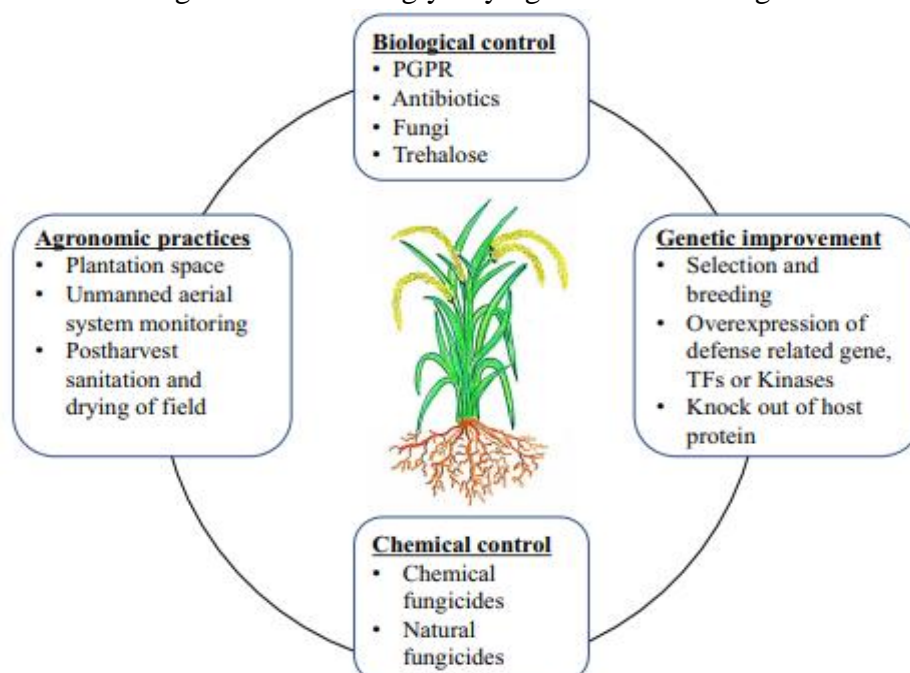 Biological control
• PGPR
• Antibiotics
• Fungi
• Trehalose
Agronomic practices
• Plantation space
• Unmanned aerial
system monitoring
• Postharvest
sanitation and
drying of field
Genetic improvement
• Selection and
breeding
• Overexpression of
defense related gene,
TFs or Kinases
• Knock out of host
protein
Chemical control
• Chemical
fungicides
• Natural
fungicides